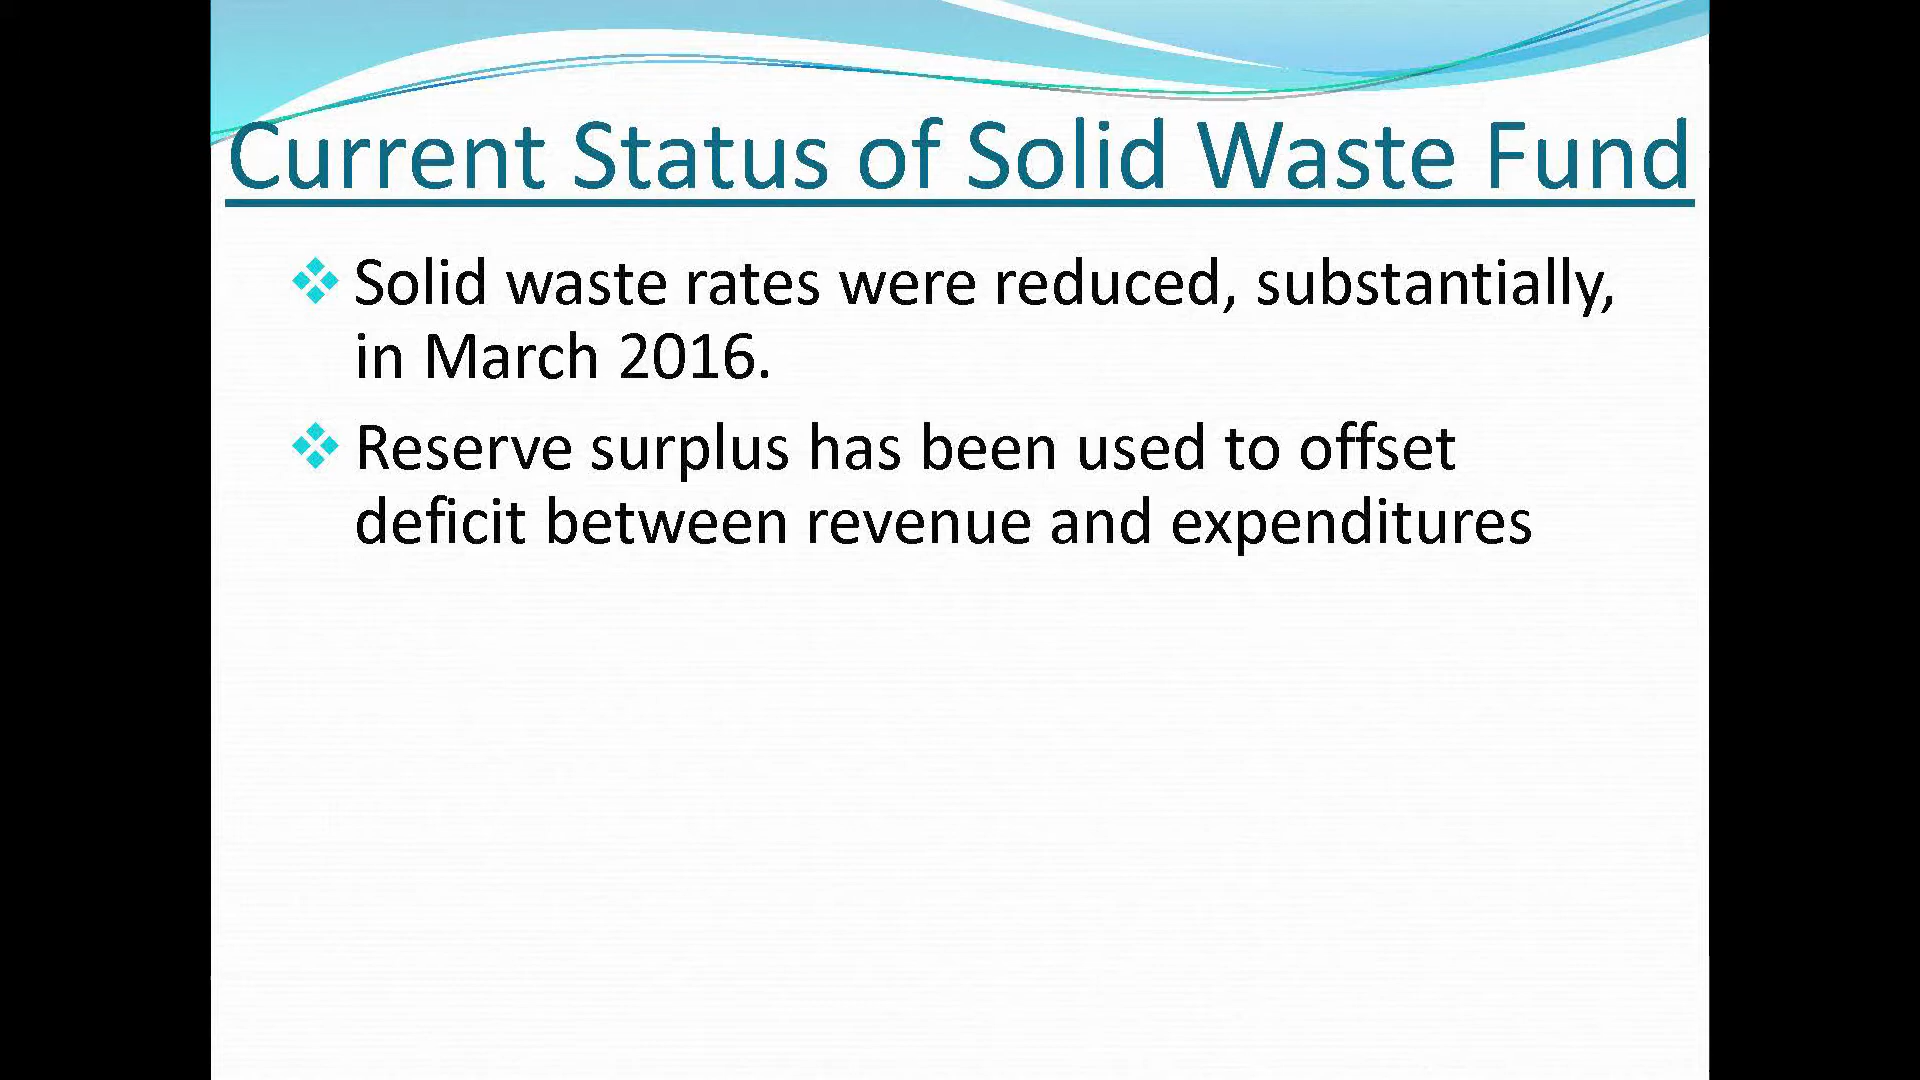 Current Status of Solid Waste Fund
Solid waste rates were reduced, substantially,
in March 2016.
Reserve surplus has been used to offset
deficit between revenue and expenditures